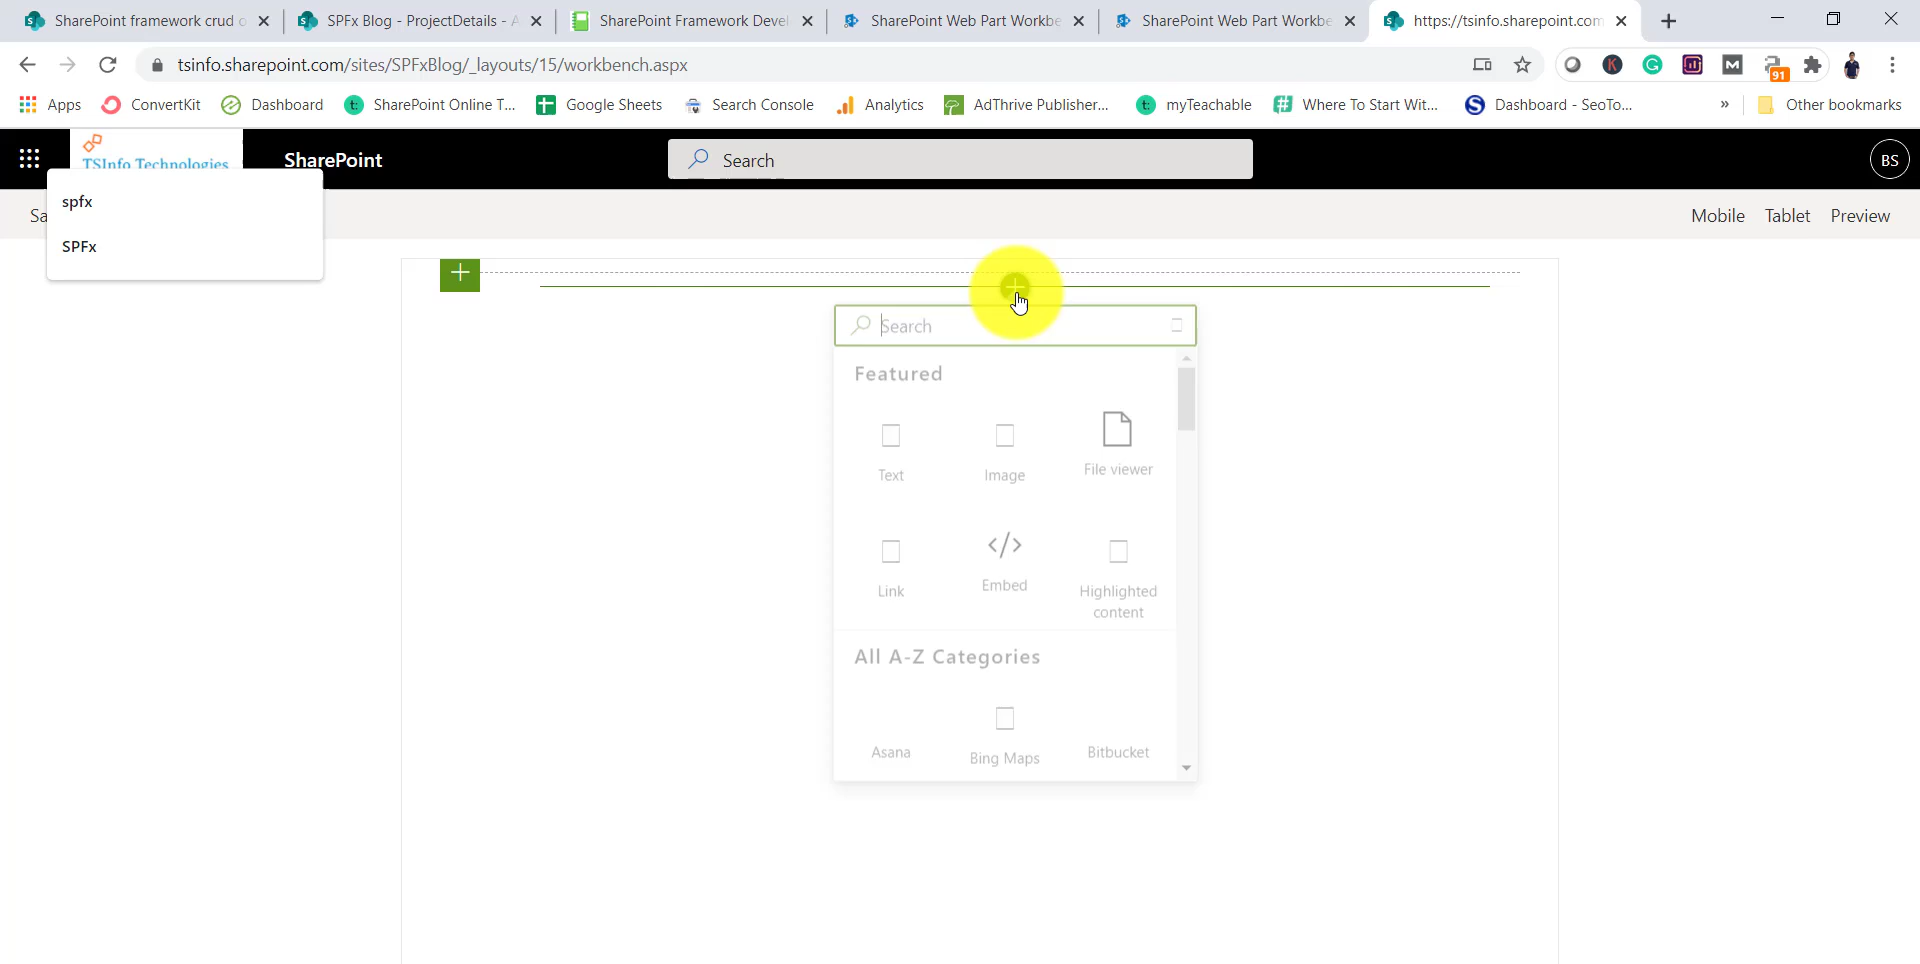 SharePoint framework crud o
SPFx Blog - ProjectDetails - A
SharePoint Framework Devel
SharePoint Web Part Workbe
SharePoint Web Part Workbe
https://tsinfo.sharepoint.com
tsinfo.sharepoint.com/sites/SPFxBlog/_layouts/15/workbench.aspx
91
Apps
ConvertKit
Dashboard
SharePoint Online T...
Google Sheets
Search Console
Analytics
AdThrive Publisher...
myTeachable
Where To Start Wit...
Dashboard - SeoTo...
»
Other bookmarks
TSInfo Technologies
SharePoint
Search
BS
Sa
Mobile
Tablet
Preview
spfx
SPFx
Search
Featured
Text
Image
File viewer
Link
Embed
Highlighted
content
All A-Z Categories
Asana
Bing Maps
Bitbucket